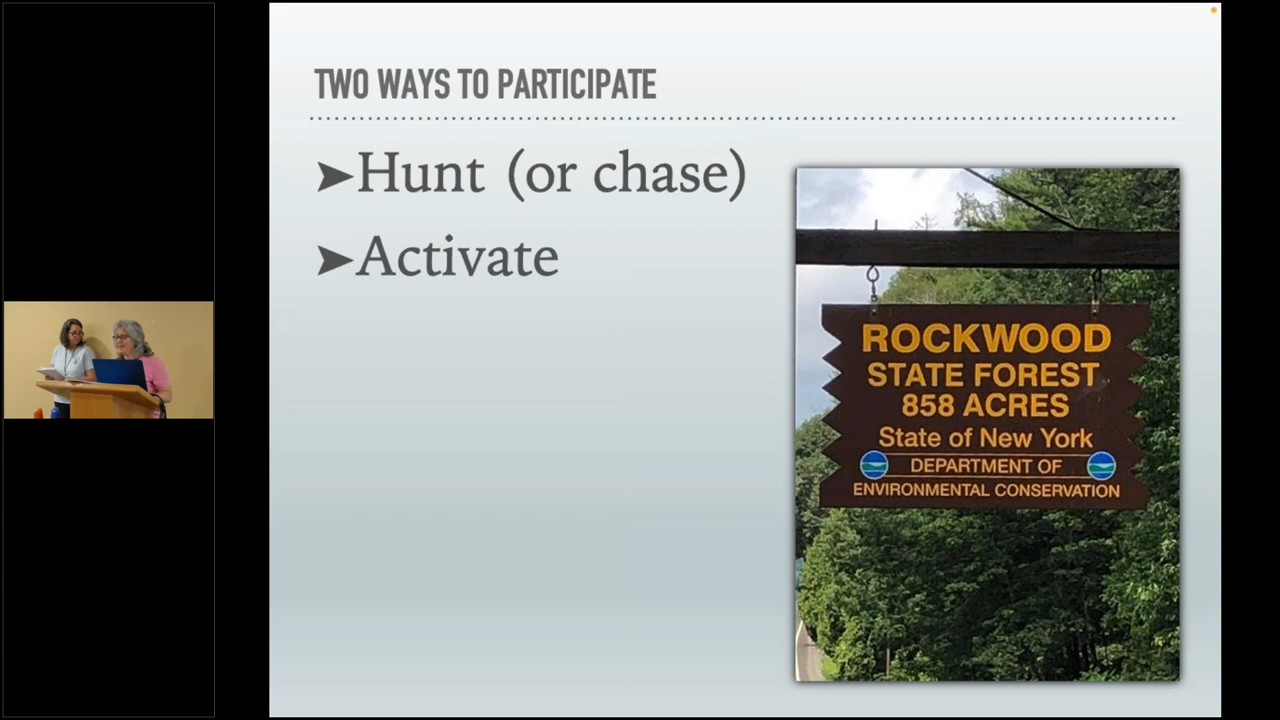 TWO WAYS TO PARTICIPATE
➤Hunt (or chase)
➤Activate
ROCKWOOD
STATE FOREST
858 ACRES
State of New York
DEPARTMENT OF
ENVIRONMENTAL CONSERVATION